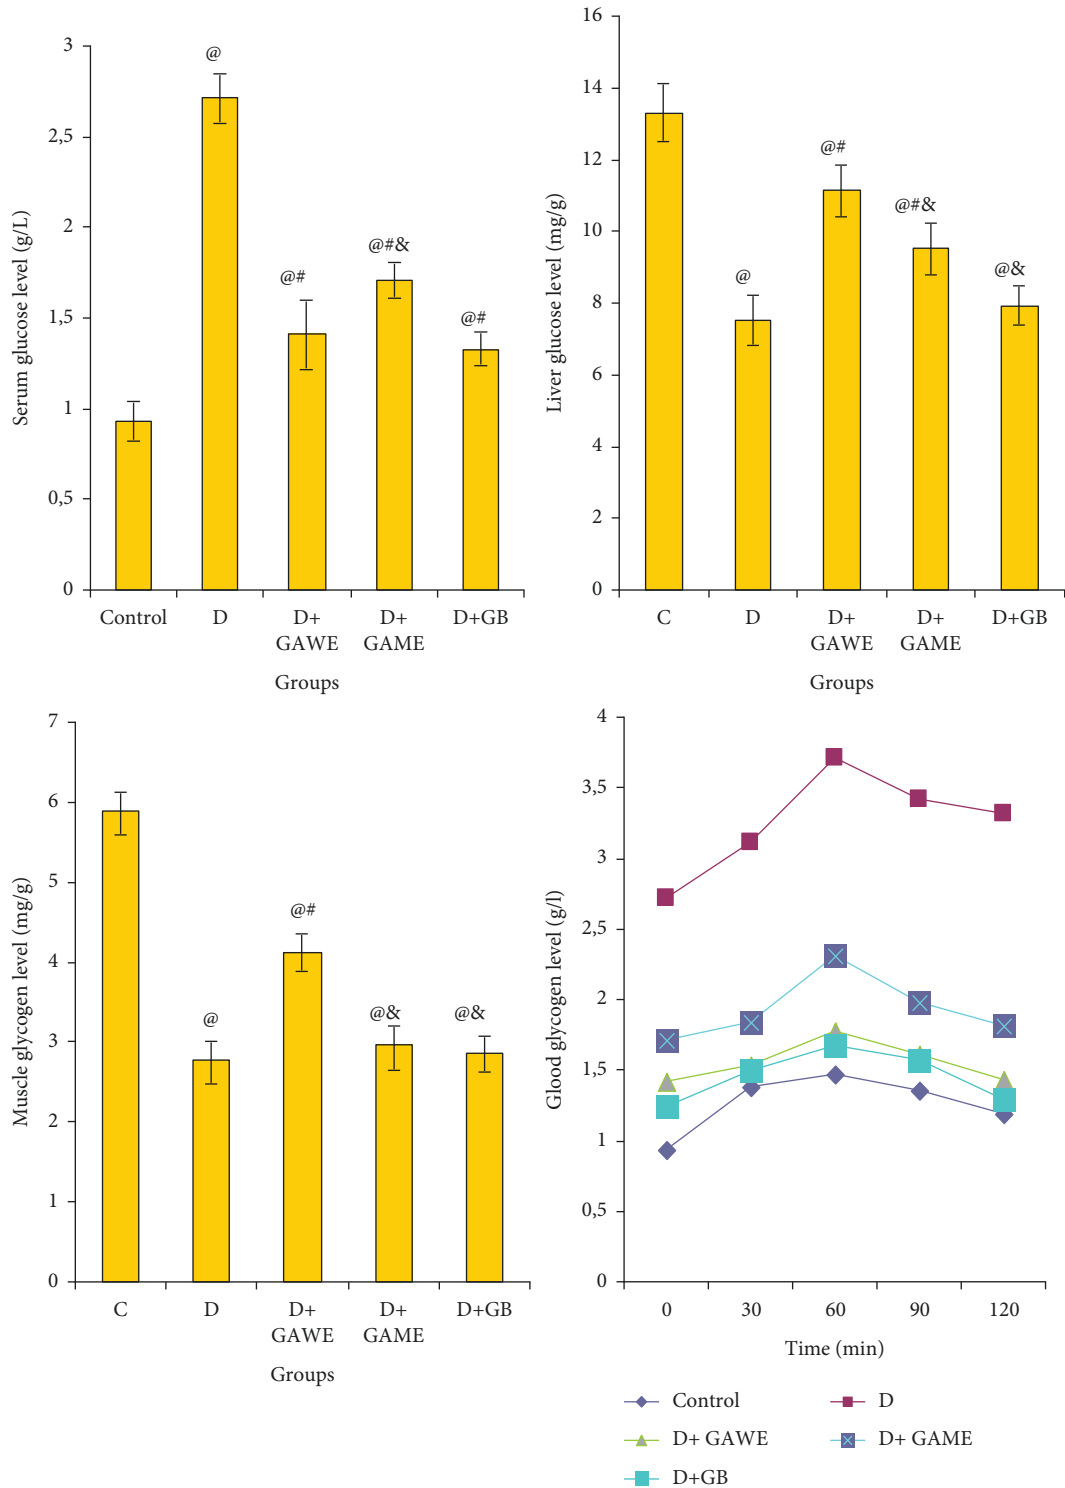 Serum glucose level (g/L)
3
2,5
2
1,5
1
0,5
0
@
@#
@#&
@#
Control
D
D+
GAWE
D+
GAME
D+GB
Groups
Liver glucose level (mg/g)
16
14
12
10
8
6
4
2
0
@
@#
@#&
@&
C
D
D+
GAWE
D+
GAME
D+GB
Groups
Muscle glycogen level (mg/g)
7
6
5
4
3
2
1
0
@
@#
@&
@&
C
D
D+
GAWE
D+
GAME
D+GB
Groups
Glood glycogen level (g/l)
4
3,5
3
2,5
2
1,5
1
0,5
0
0
30
60
90
120
Time (min)
Control
D
D+ GAWE
D+ GAME
D+GB